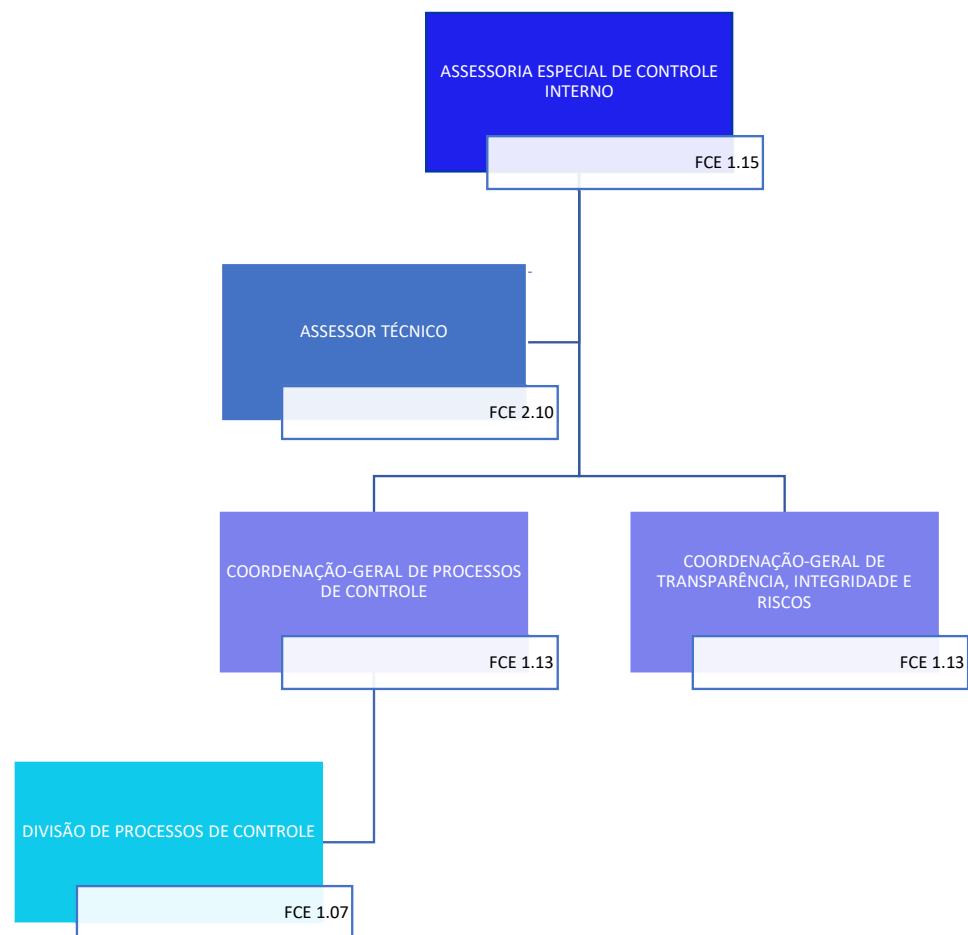 ASSESSORIA ESPECIAL DE CONTROLE
INTERNO
FCE 1.15
ASSESSOR TÉCNICO
FCE 2.10
COORDENAÇÃO-GERAL DE PROCESSOS
DE CONTROLE
FCE 1.13
COORDENAÇÃO-GERAL DE
TRANSPARÊNCIA, INTEGRIDADE E
RISCOS
FCE 1.13
DIVISÃO DE PROCESSOS DE CONTROLE
FCE 1.07